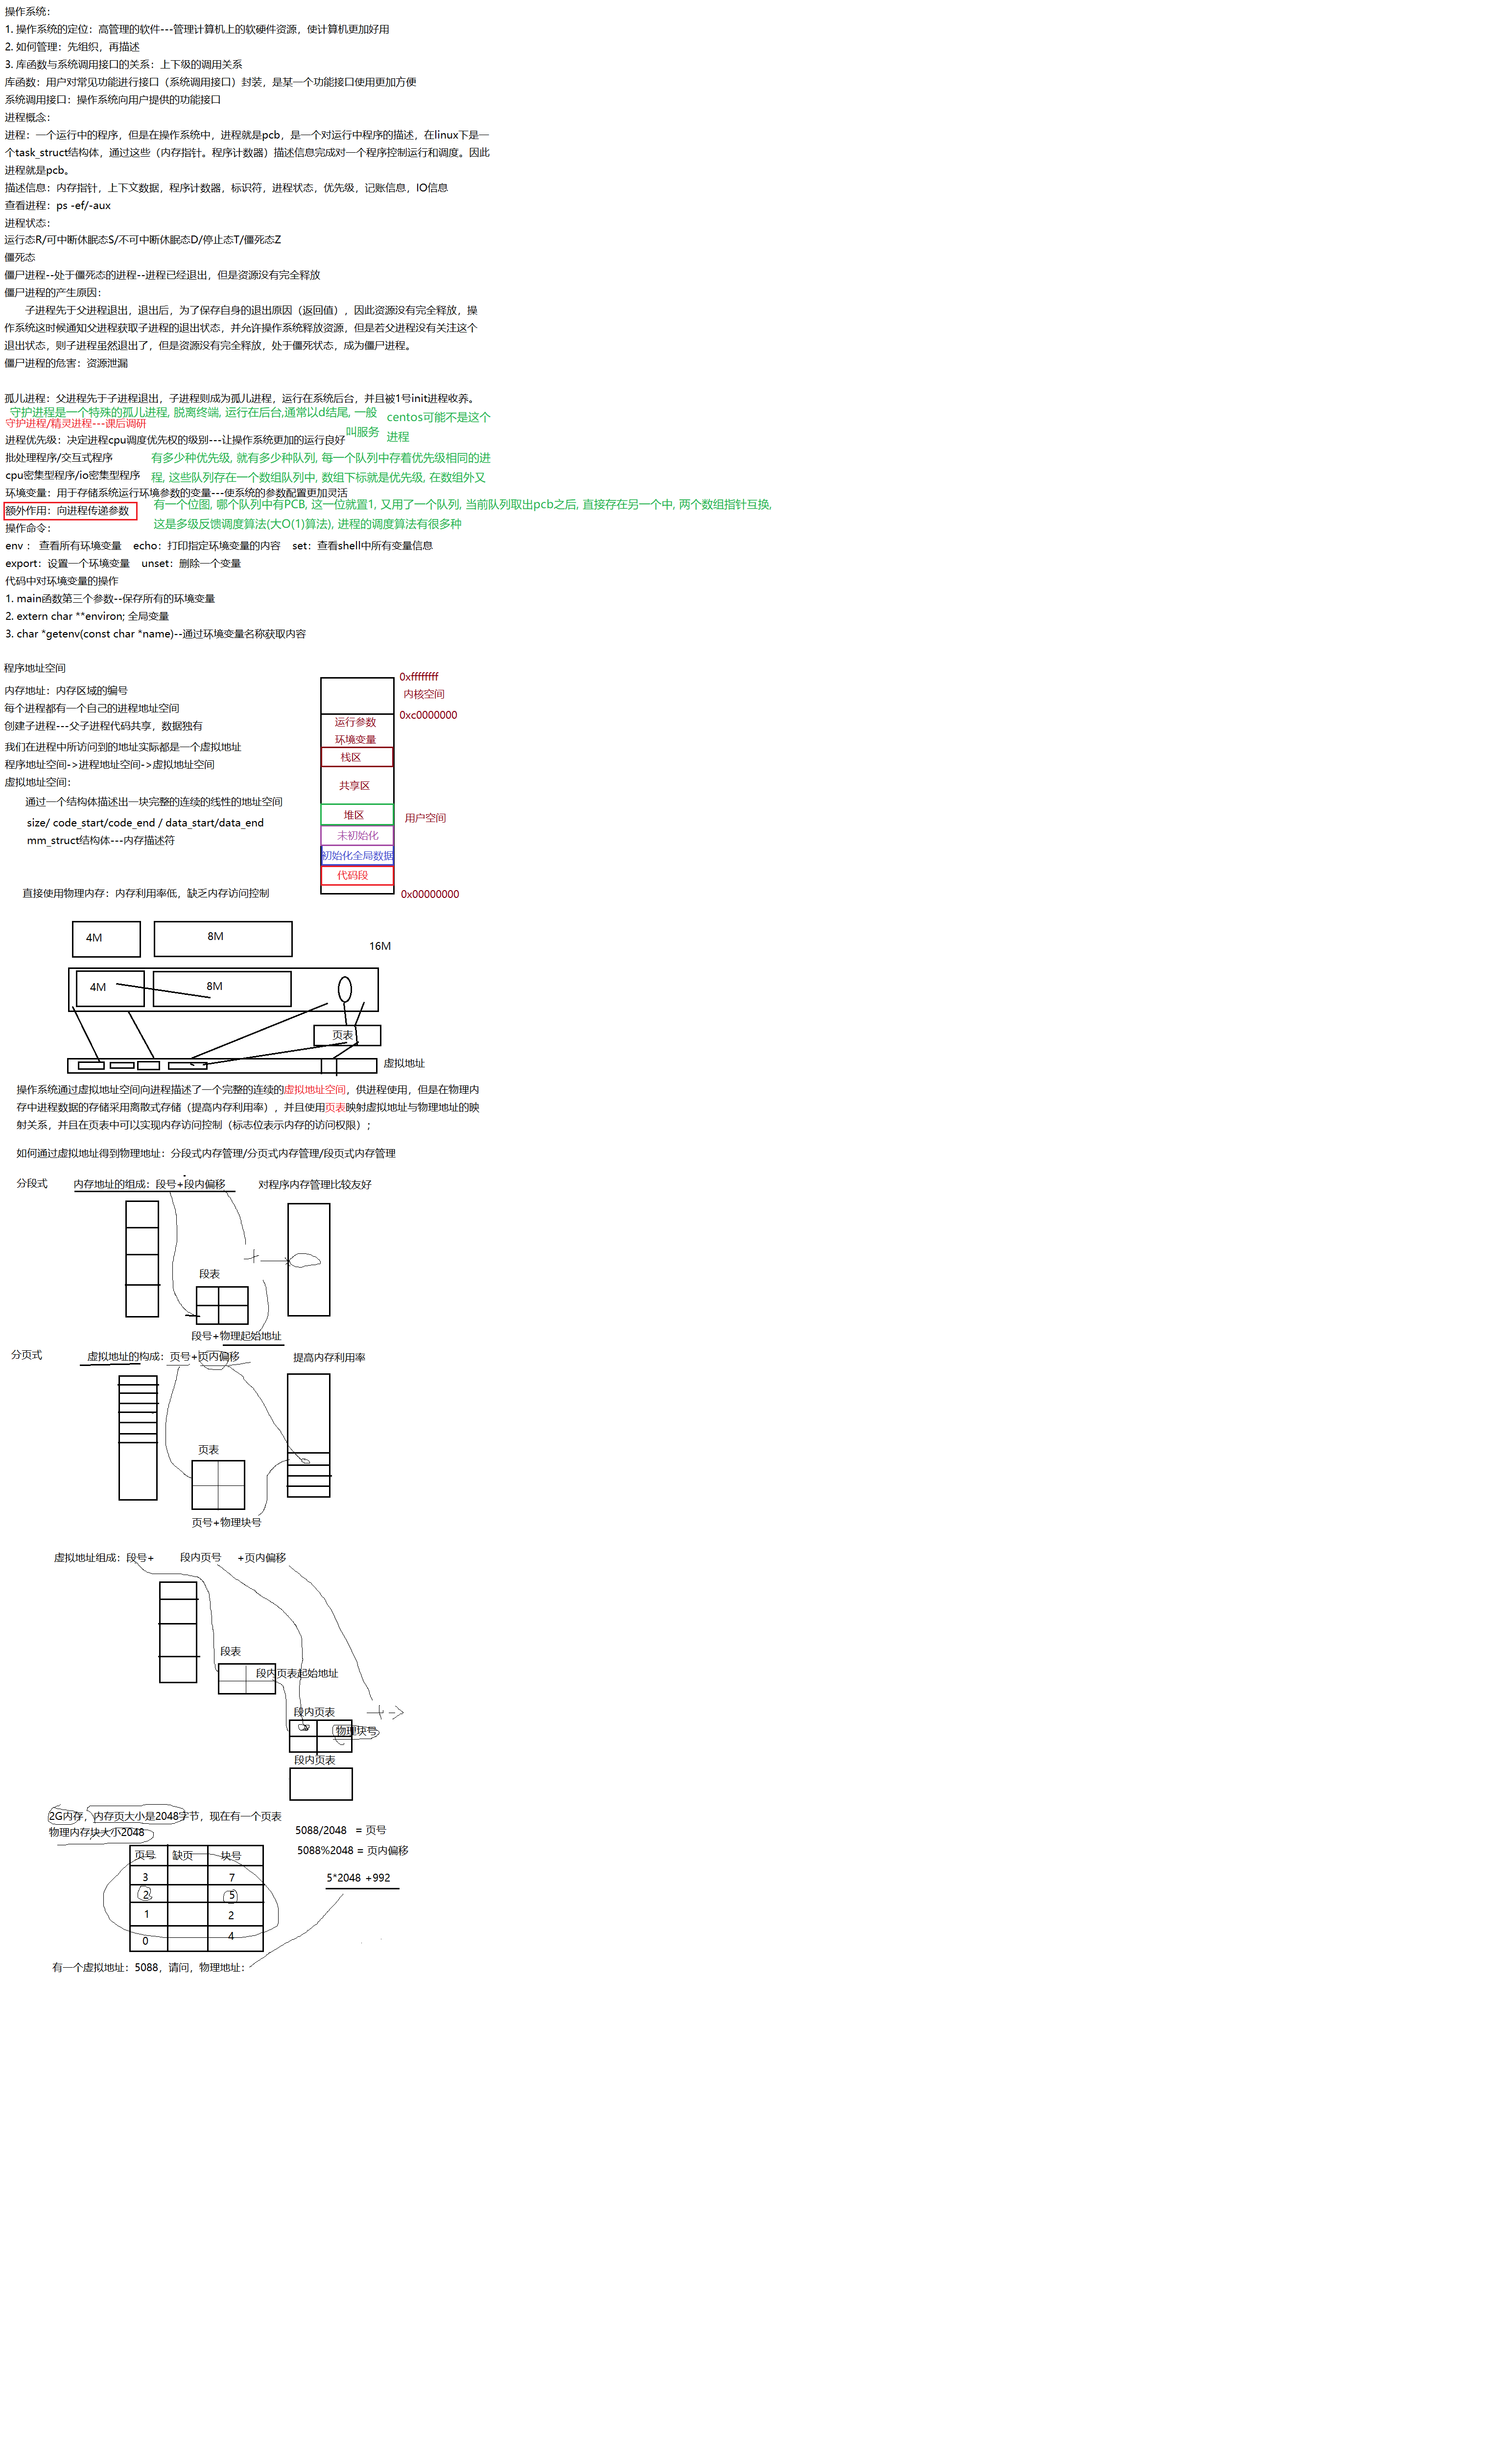 操作系统：
1. 操作系统的定位：高管理的软件---管理计算机上的软硬件资源，使计算机更加好用
2. 如何管理：先组织，再描述
3. 库函数与系统调用接口的关系：上下级的调用关系
库函数：用户对常见功能进行接口（系统调用接口）封装，是某一个功能接口使用更加方便
系统调用接口：操作系统向用户提供的功能接口
进程概念：
进程：一个运行中的程序，但是在操作系统中，进程就是pcb，是一个对运行中程序的描述，在linux下是一
个task_struct结构体，通过这些（内存指针。程序计数器）描述信息完成对一个程序控制运行和调度。因此
进程就是pcb。
描述信息：内存指针，上下文数据，程序计数器，标识符，进程状态，优先级，记账信息，IO信息
查看进程：ps -ef/-aux
进程状态：
运行态R/可中断休眠态S/不可中断休眠态D/停止态T/僵死态Z
僵死态
僵尸进程--处于僵死态的进程--进程已经退出，但是资源没有完全释放
僵尸进程的产生原因：
子进程先于父进程退出，退出后，为了保存自身的退出原因（返回值），因此资源没有完全释放，操
作系统这时候通知父进程获取子进程的退出状态，并允许操作系统释放资源，但是若父进程没有关注这个
退出状态，则子进程虽然退出了，但是资源没有完全释放，处于僵死状态，成为僵尸进程。
僵尸进程的危害：资源泄漏
孤儿进程：父进程先于子进程退出，子进程则成为孤儿进程，运行在系统后台，并且被1号init进程收养。
守护进程是一个特殊的孤儿进程, 脱离终端, 运行在后台,通常以d结尾, 一般
叫服务
centos可能不是这个
进程
守护进程/精灵进程---课后调研
进程优先级：决定进程cpu调度优先权的级别---让操作系统更加的运行良好
批处理程序/交互式程序
cpu密集型程序/io密集型程序
有多少种优先级, 就有多少种队列, 每一个队列中存着优先级相同的进
程, 这些队列存在一个数组队列中, 数组下标就是优先级, 在数组外又
环境变量：用于存储系统运行环境参数的变量---使系统的参数配置更加灵活
有一个位图, 哪个队列中有PCB, 这一位就置1, 又用了一个队列, 当前队列取出pcb之后, 直接存在另一个中, 两个数组指针互换,
这是多级反馈调度算法(大O(1)算法), 进程的调度算法有很多种
额外作用：向进程传递参数
操作命令：
env： 查看所有环境变量 echo：打印指定环境变量的内容 set：查看shell中所有变量信息
export：设置一个环境变量 unset：删除一个变量
代码中对环境变量的操作
1. main函数第三个参数--保存所有的环境变量
2. extern char **environ; 全局变量
3. char *getenv(const char *name)--通过环境变量名称获取内容
程序地址空间
内存地址：内存区域的编号
每个进程都有一个自己的进程地址空间
创建子进程---父子进程代码共享，数据独有
我们在进程中所访问到的地址实际都是一个虚拟地址
程序地址空间->进程地址空间->虚拟地址空间
虚拟地址空间：
通过一个结构体描述出一块完整的连续的线性的地址空间
size/ code_start/code_end / data_start/data_end
mm_struct结构体---内存描述符
直接使用物理内存：内存利用率低，缺乏内存访问控制
0xffffffff
内核空间
0xc0000000
运行参数
环境变量
栈区
共享区
堆区
用户空间
未初始化
初始化全局数据
代码段
0x00000000
4M
8M
16M
4M
8M
页表
虚拟地址
操作系统通过虚拟地址空间向进程描述了一个完整的连续的虚拟地址空间，供进程使用，但是在物理内
存中进程数据的存储采用离散式存储（提高内存利用率），并且使用页表映射虚拟地址与物理地址的映
射关系，并且在页表中可以实现内存访问控制（标志位表示内存的访问权限）；
如何通过虚拟地址得到物理地址：分段式内存管理/分页式内存管理/段页式内存管理
分段式
内存地址的组成：段号+段内偏移
对程序内存管理比较友好
段表
段号+物理起始地址
分页式
虚拟地址的构成：页号+页内偏移
提高内存利用率
页表
页号+物理块号
虚拟地址组成：段号+ 段内页号 +页内偏移
段表
段内页表起始地址
段内页表
物理块号
段内页表
2G内存，内存页大小是2048字节，现在有一个页表
物理内存块大小2048
5088/2048 = 页号
5088%2048 = 页内偏移
5*2048 +992
页号 缺页 块号
3 7
2 5
1 2
0 4
有一个虚拟地址：5088，请问，物理地址：